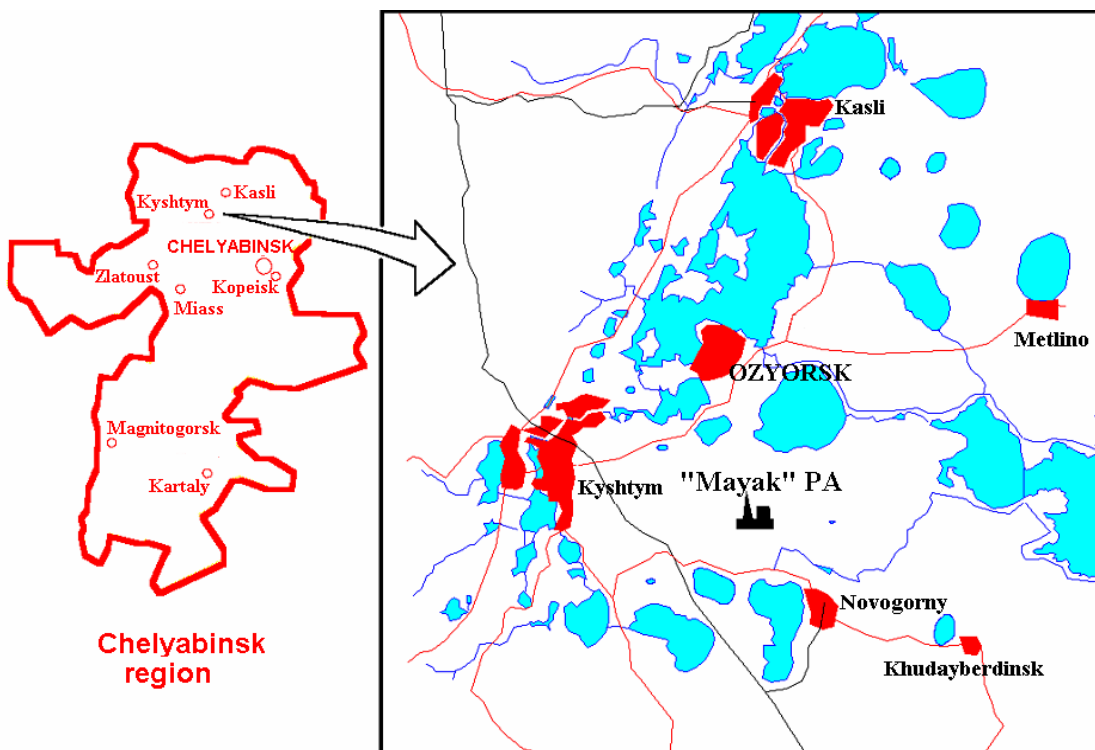 Kasli
Kyshtym
CHELYABINSK
Zlatoust
Kopeisk
Miass
Magnitogorsk
Kartaly
Chelyabinsk
region
Kasli
Metlino
OZYORSK
Kyshtym
"Mayak" PA
Novogorny
Khudayberdinsk